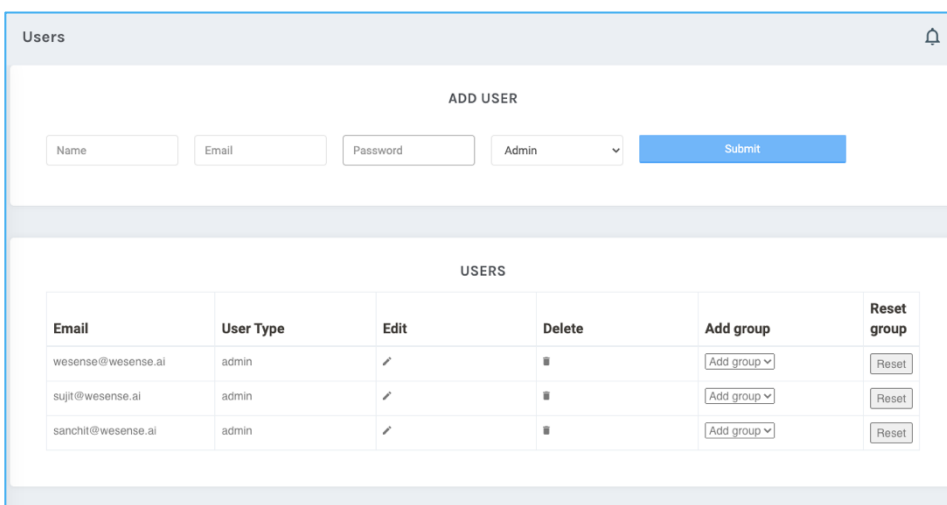 Users
ADD USER
Name Email Password Admin Submit
USERS
Email User Type Edit Delete Add group Reset group
wesense@wesense.ai admin Add group Reset
sujit@wesense.ai admin Add group Reset
sanchit@wesense.ai admin Add group Reset